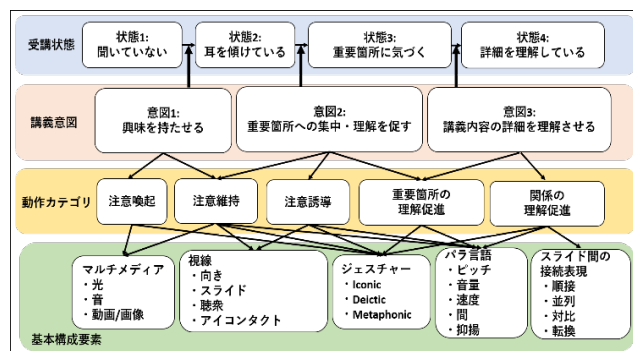 受講状態
状態1:
聞いていない
状態2:
耳を傾けている
状態3:
重要箇所に気づく
状態4:
詳細を理解している
講義意図
意図1:
興味を持たせる
意図2:
重要箇所への集中・理解を促す
意図3:
講義内容の詳細を理解させる
動作カテゴリ
注意喚起
注意維持
注意誘導
重要箇所の
理解促進
関係の
理解促進
マルチメディア
・光
・音
・動画/画像
視線
・向き
・スライド
・聴衆
・アイコンタクト
ジェスチャー
・Iconic
・Deictic
・Metaphonic
パラ言語
・ピッチ
・音量
・速度
・間
・抑揚
スライド間の
接続表現
・順接
・並列
・対比
・転換
基本構成要素